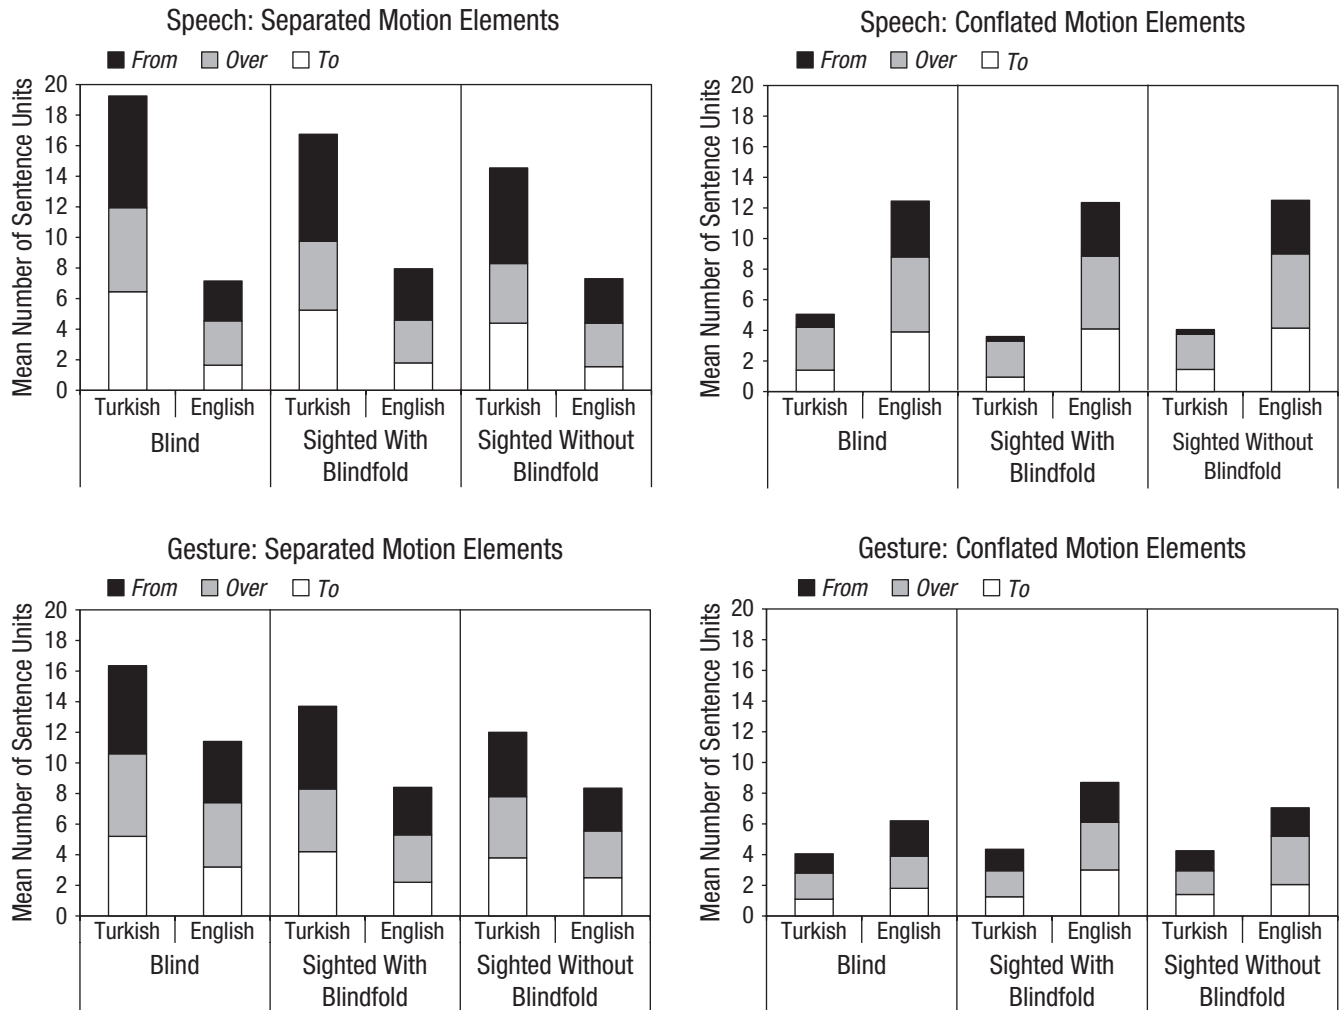 Speech: Separated Motion Elements
From Over To
Mean Number of Sentence Units
20
18
16
14
12
10
8
6
4
2
0
Turkish English Turkish English Turkish English
Blind Sighted With Sighted Without
Blindfold Blindfold
Speech: Conflated Motion Elements
From Over To
Mean Number of Sentence Units
20
18
16
14
12
10
8
6
4
2
0
Turkish English Turkish English Turkish English
Blind Sighted With Sighted Without
Blindfold Blindfold
Gesture: Separated Motion Elements
From Over To
Mean Number of Sentence Units
20
18
16
14
12
10
8
6
4
2
0
Turkish English Turkish English Turkish English
Blind Sighted With Sighted Without
Blindfold Blindfold
Gesture: Conflated Motion Elements
From Over To
Mean Number of Sentence Units
20
18
16
14
12
10
8
6
4
2
0
Turkish English Turkish English Turkish English
Blind Sighted With Sighted Without
Blindfold Blindfold